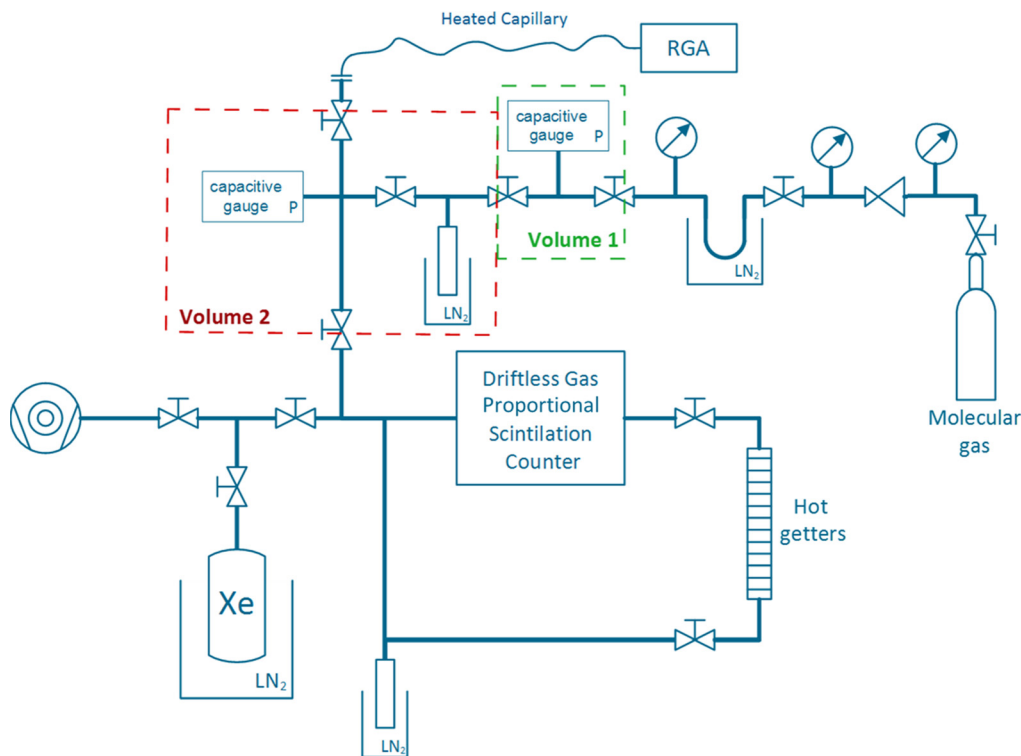 Heated Capillary
RGA
capacitive
gauge P
capacitive
gauge P
Volume 1
LN2
LN2
Volume 2
Driftless Gas
Proportional
Scintilation
Counter
Molecular
gas
Hot
getters
Xe
LN2
LN2